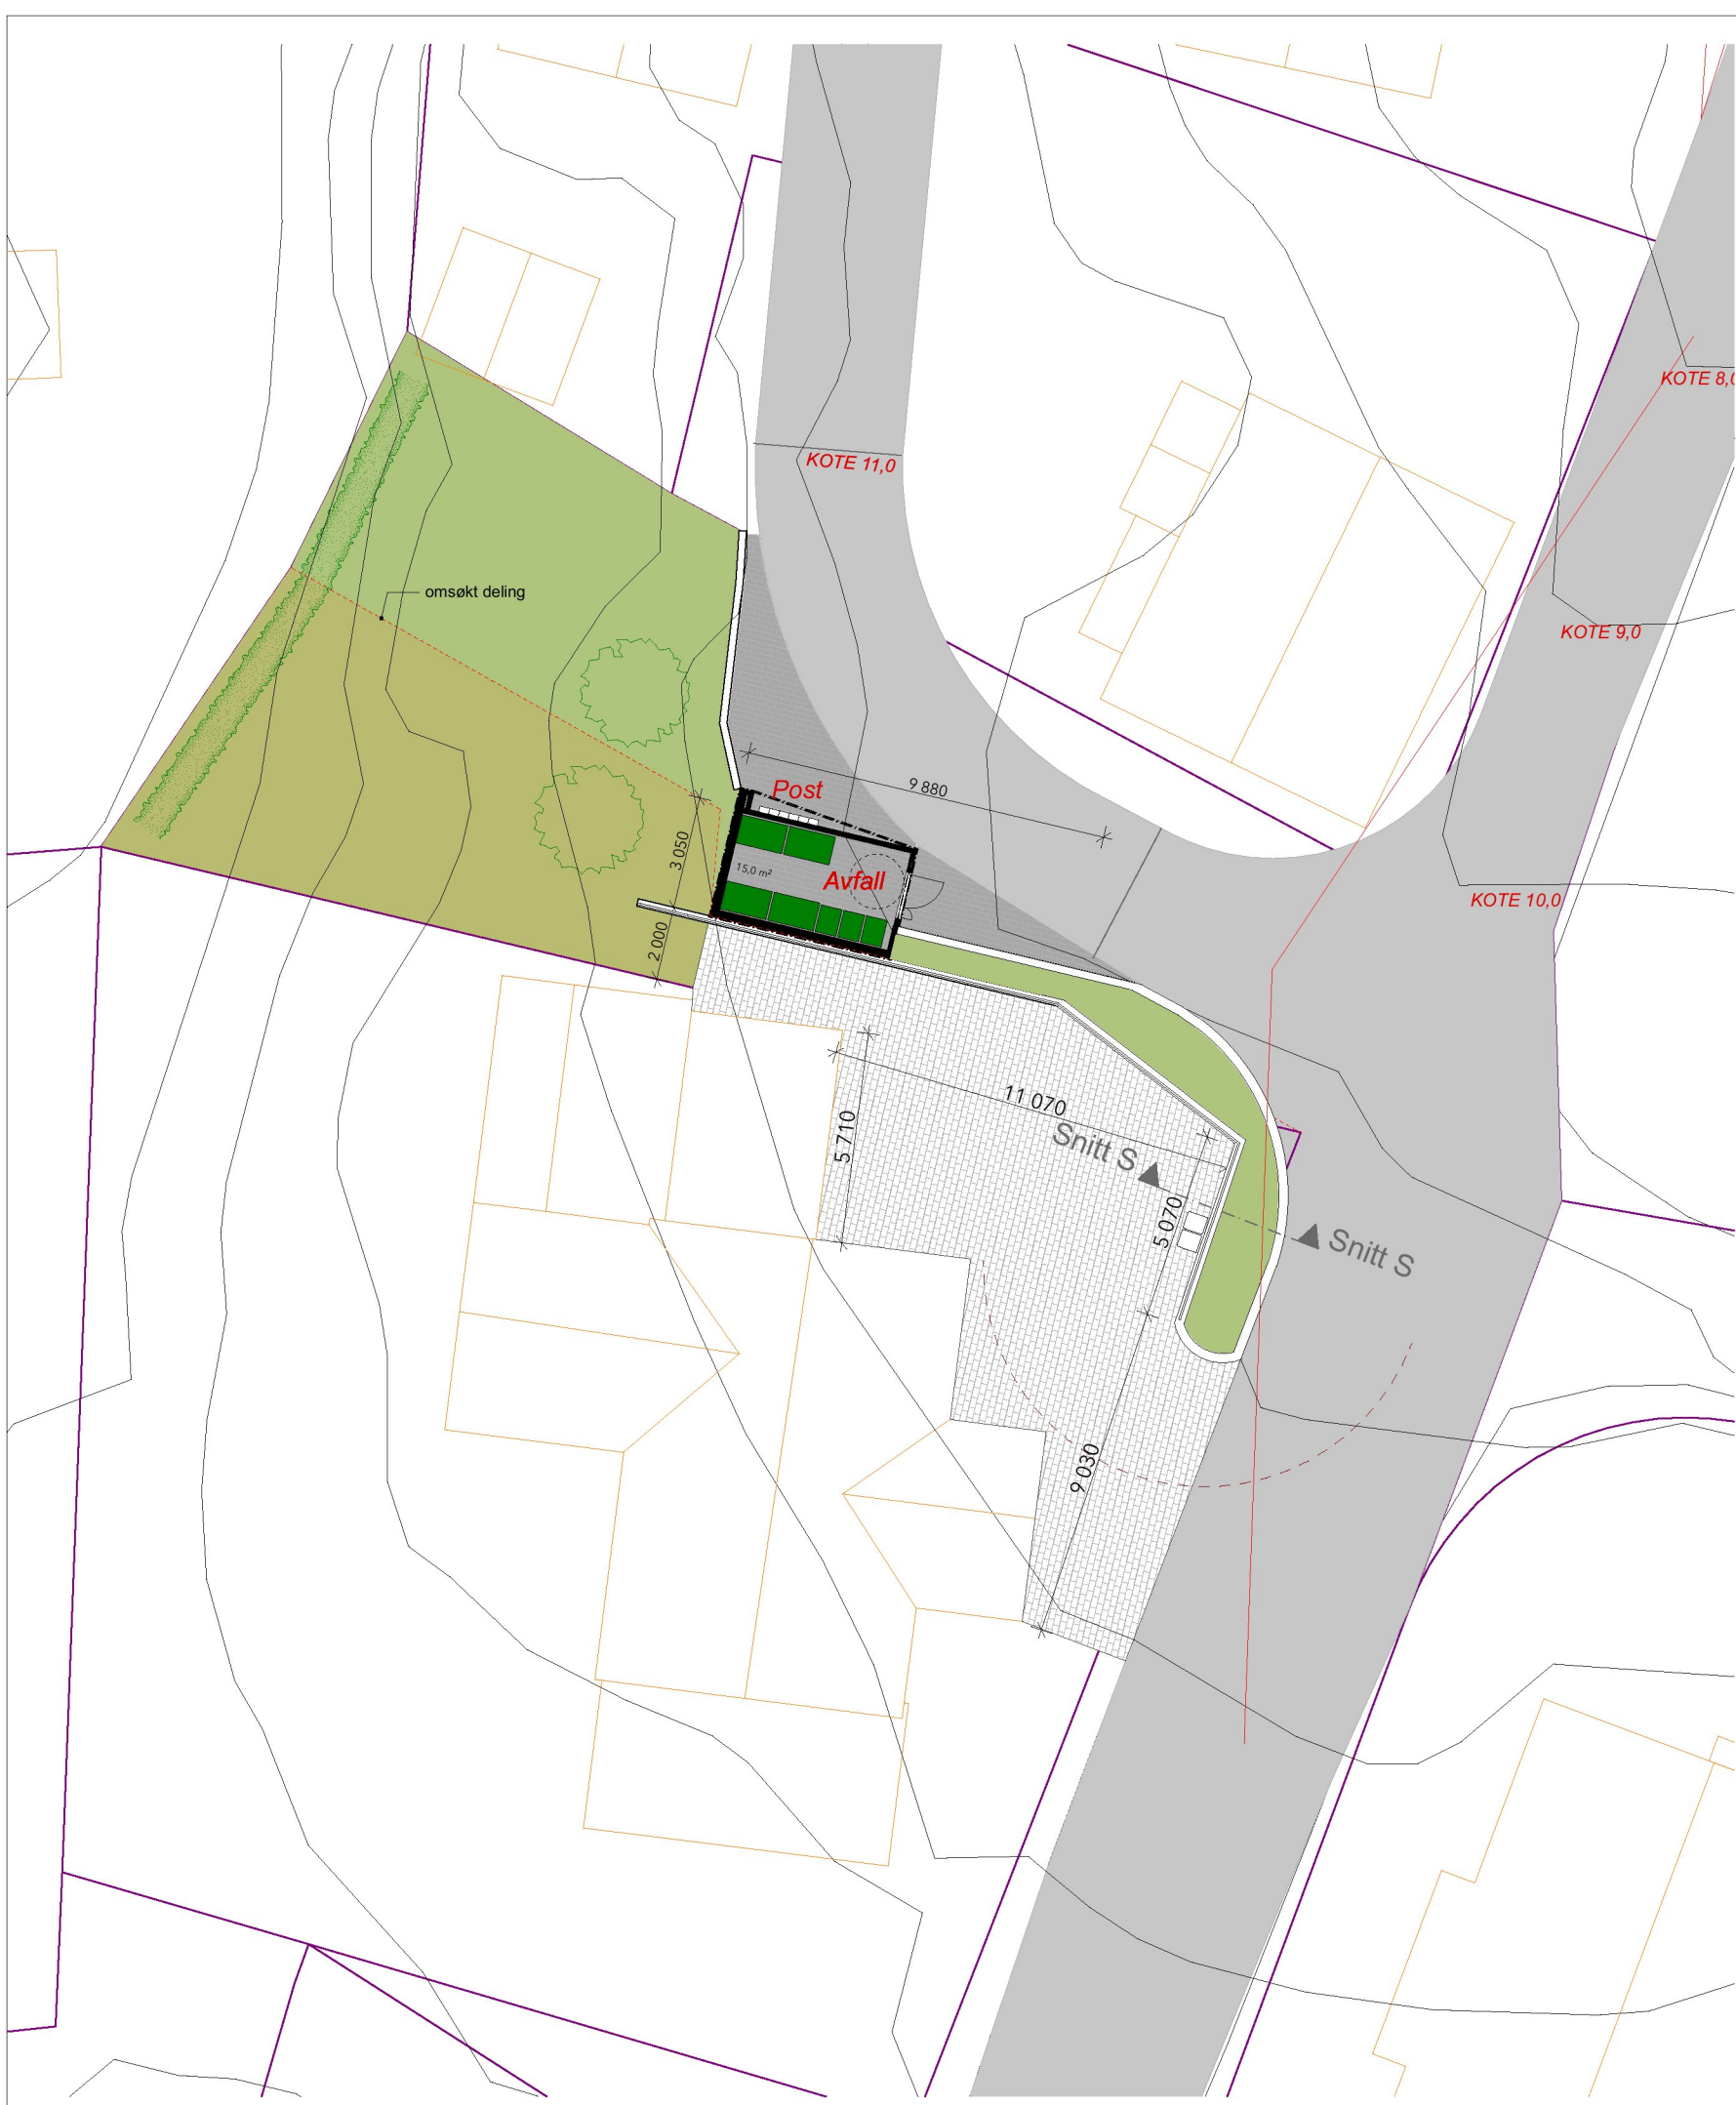 KOTE 8,0
KOTE 11,0
omsøkt deling
KOTE 9,0
9 880
Post
3 050
15,0 m²
Avfall
KOTE 10,0
2 000
11 070
5 710
Snitt S
5 070
Snitt S
9 030